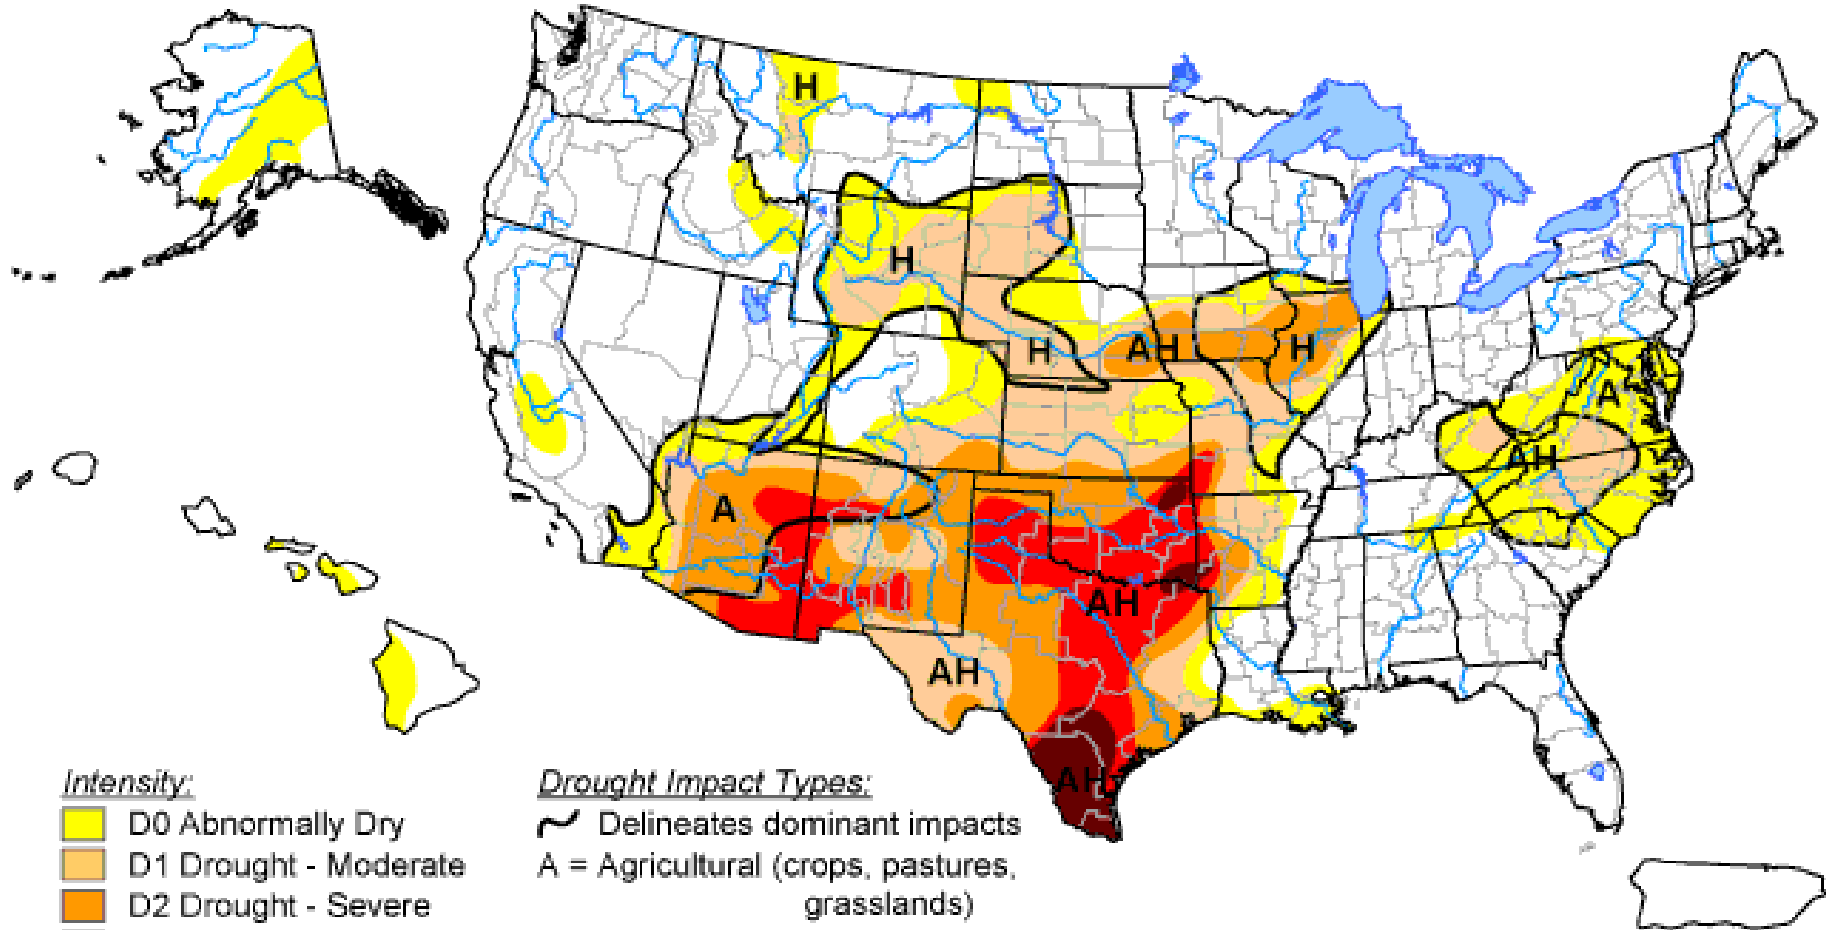 H
H
H
AH
H
A
AH
A
AH
AH
AH
Intensity:
D0 Abnormally Dry
D1 Drought - Moderate
D2 Drought - Severe
Drought Impact Types:
Delineates dominant impacts
A = Agricultural (crops, pastures,
grasslands)